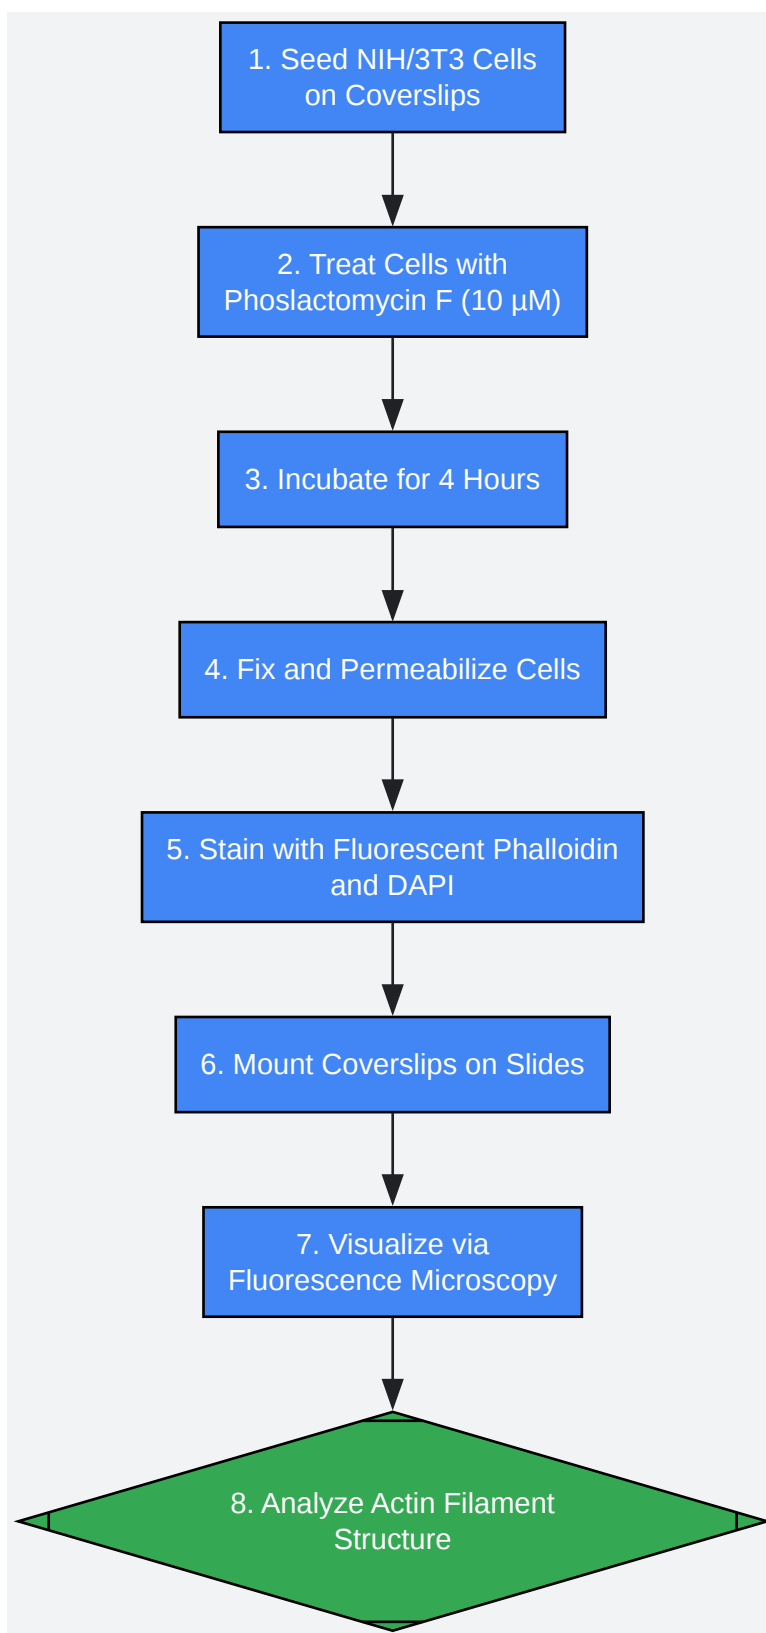 1. Seed NIH/3T3 Cells
on Coverslips
2. Treat Cells with
Phoslactomycin F (10 µM)
3. Incubate for 4 Hours
4. Fix and Permeabilize Cells
5. Stain with Fluorescent Phalloidin
and DAPI
6. Mount Coverslips on Slides
7. Visualize via
Fluorescence Microscopy
8. Analyze Actin Filament
Structure